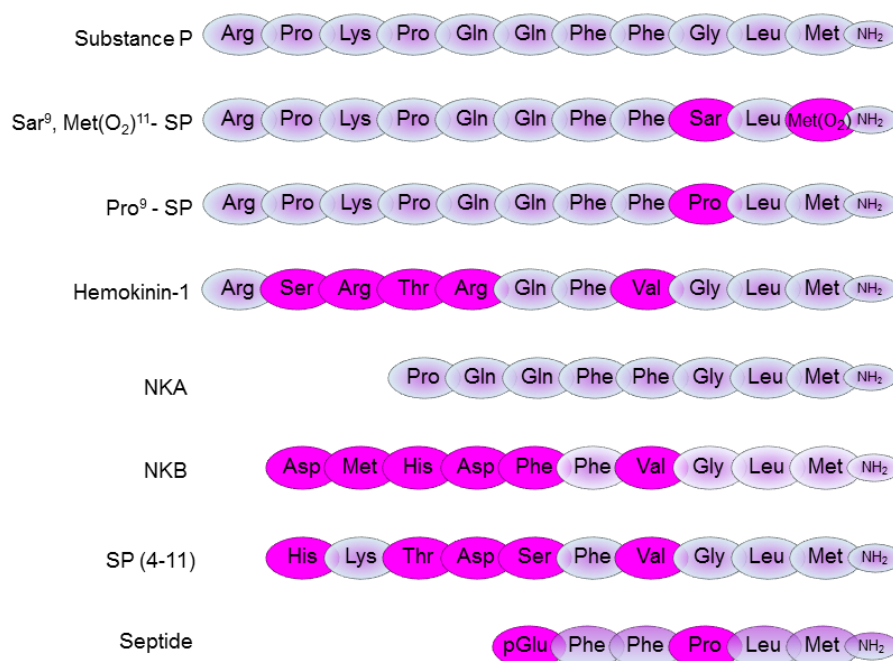 Substance P Arg Pro Lys Pro Gln Gln Phe Phe Gly Leu Met NH₂
Sar⁹, Met(O₂)¹¹- SP Arg Pro Lys Pro Gln Gln Phe Phe Sar Leu Met(O₂) NH₂
Pro⁹ - SP Arg Pro Lys Pro Gln Gln Phe Phe Pro Leu Met NH₂
Hemokinin-1 Arg Ser Arg Thr Arg Gln Phe Val Gly Leu Met NH₂
NKA Pro Gln Gln Phe Phe Gly Leu Met NH₂
NKB Asp Met His Asp Phe Phe Val Gly Leu Met NH₂
SP (4-11) His Lys Thr Asp Ser Phe Val Gly Leu Met NH₂
Septide pGlu Phe Phe Pro Leu Met NH₂